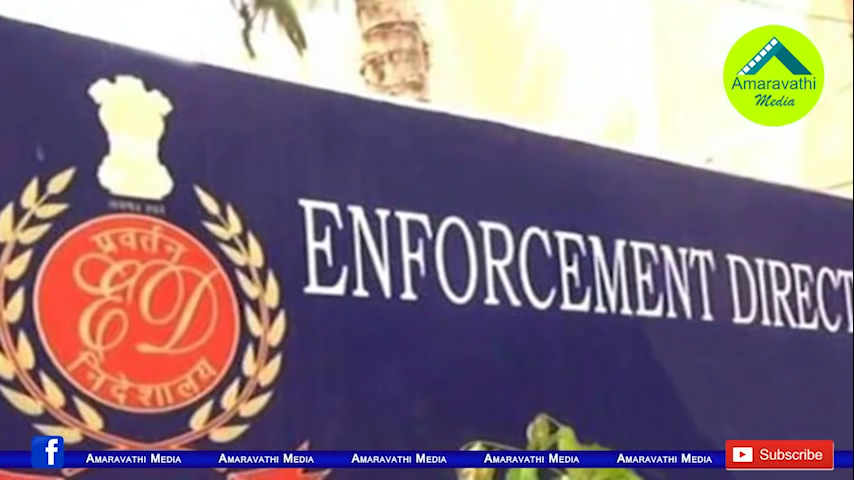 Amaravathi
Media
प्रवर्तन
ED
निदेशालय
ENFORCEMENT DIRECT
AMARAVATHI MEDIA AMARAVATHI MEDIA AMARAVATHI MEDIA AMARAVATHI MEDIA AMARAVATHI MEDIA
Subscribe